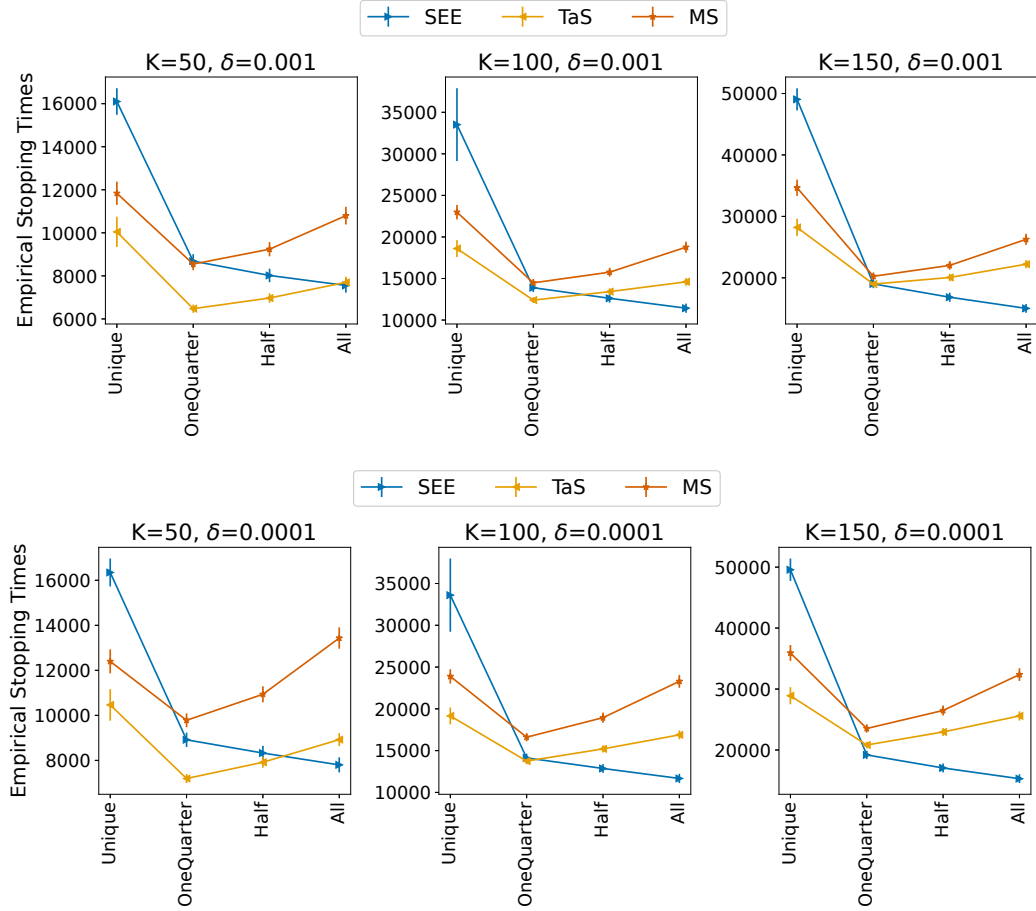 SEE TaS MS
K=50, δ=0.001
K=100, δ=0.001
K=150, δ=0.001
Empirical Stopping Times
16000
14000
12000
10000
8000
6000
Unique
OneQuarter
Half
All
35000
30000
25000
20000
15000
10000
Unique
OneQuarter
Half
All
50000
40000
30000
20000
Unique
OneQuarter
Half
All
SEE TaS MS
K=50, δ=0.0001
K=100, δ=0.0001
K=150, δ=0.0001
Empirical Stopping Times
16000
14000
12000
10000
8000
Unique
OneQuarter
Half
All
35000
30000
25000
20000
15000
10000
Unique
OneQuarter
Half
All
50000
40000
30000
20000
Unique
OneQuarter
Half
All